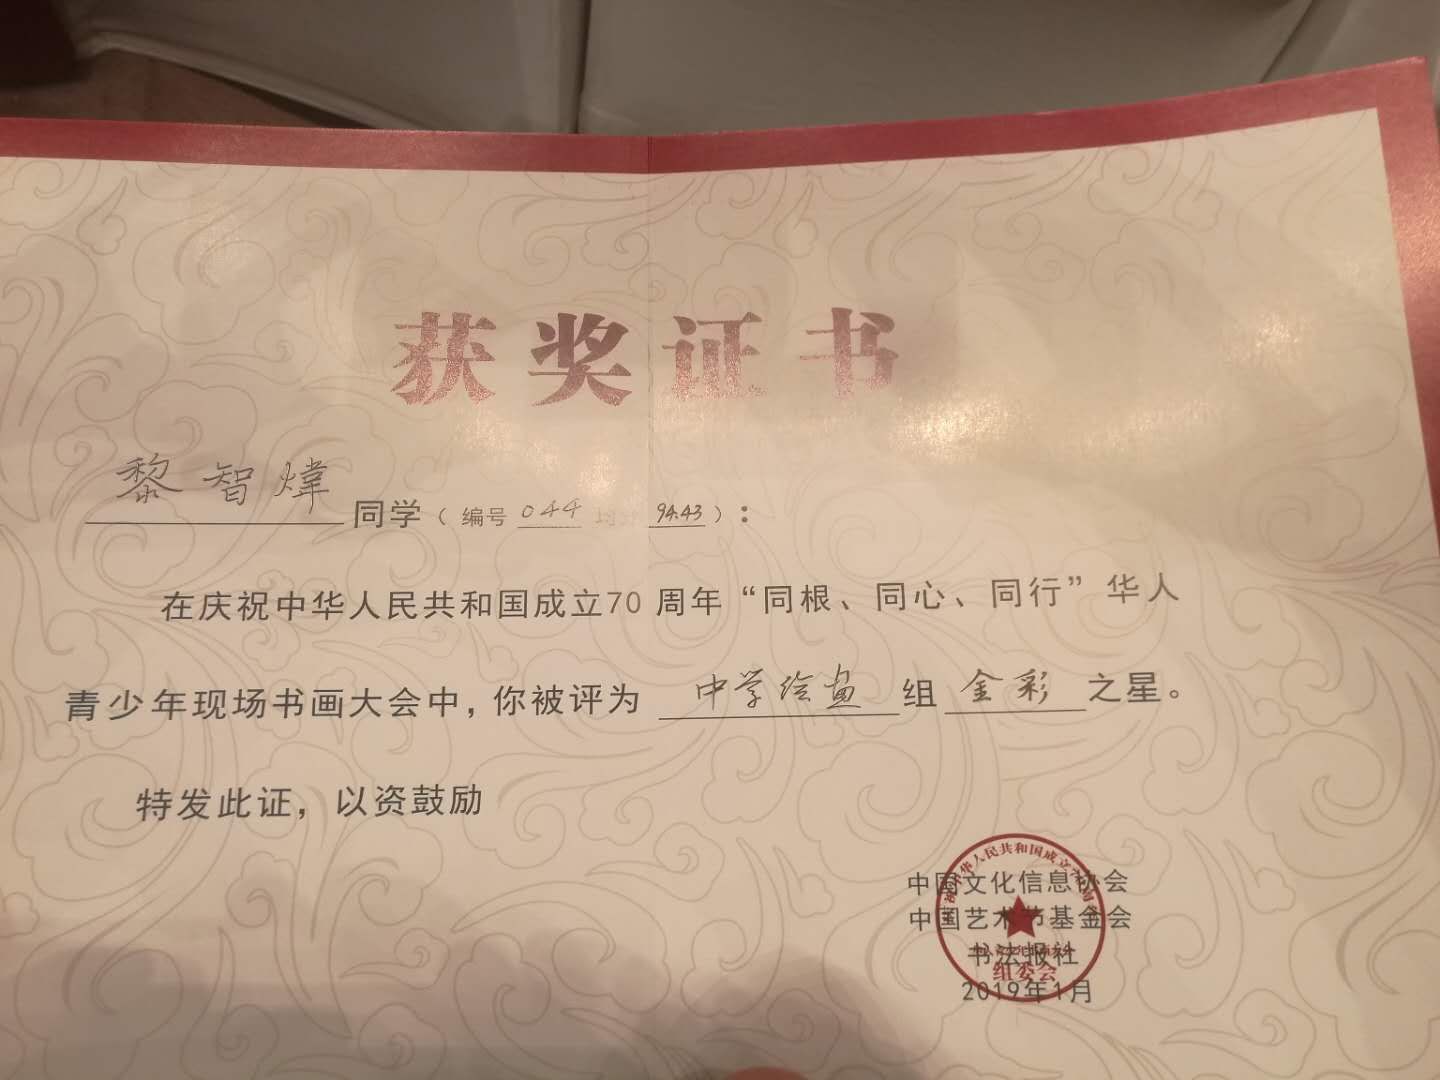 获奖证书
黎智煒同学（编号 044 均分 94.43）：
在庆祝中华人民共和国成立70周年“同根、同心、同行”华人
青少年现场书画大会中，你被评为 中学绘画 组 金彩 之星。
特发此证，以资鼓励
中国文化信息协会
中国艺术节基金会
书法报社
2019年1月
组委会